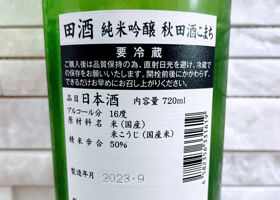 田酒 純米吟醸 秋田酒こまち
要冷蔵
ご購入後は品質保持の為、直射日光を避け、冷蔵で
の保存をお願い致します。開栓前後にかかわらず、
できるだけお早めにお召し上がりください。
品目 日本酒 内容量 720ml
アルコール分 16度
原材料名 米(国産)
米こうじ(国産米)
精米歩合 50%
製造年月 2023.9
4582356351619